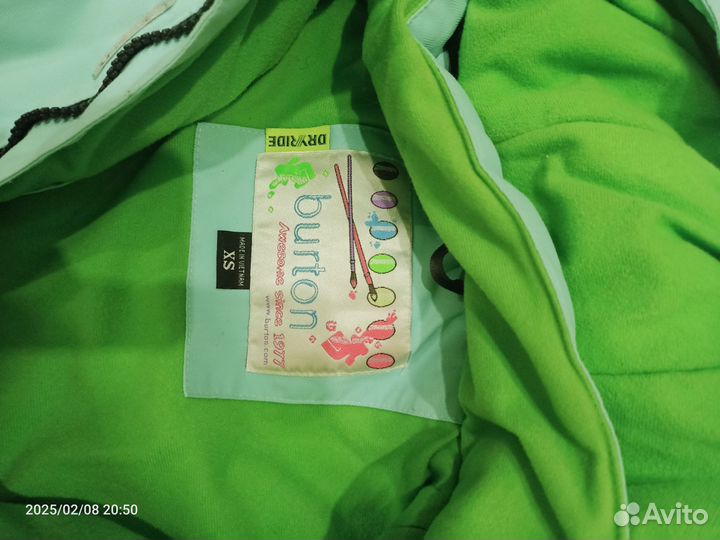 DRYRIDE
burton
Awesome since 1977
www.burton.com
MADE IN VIETNAM
XS
2025/02/08 20:50
Avito